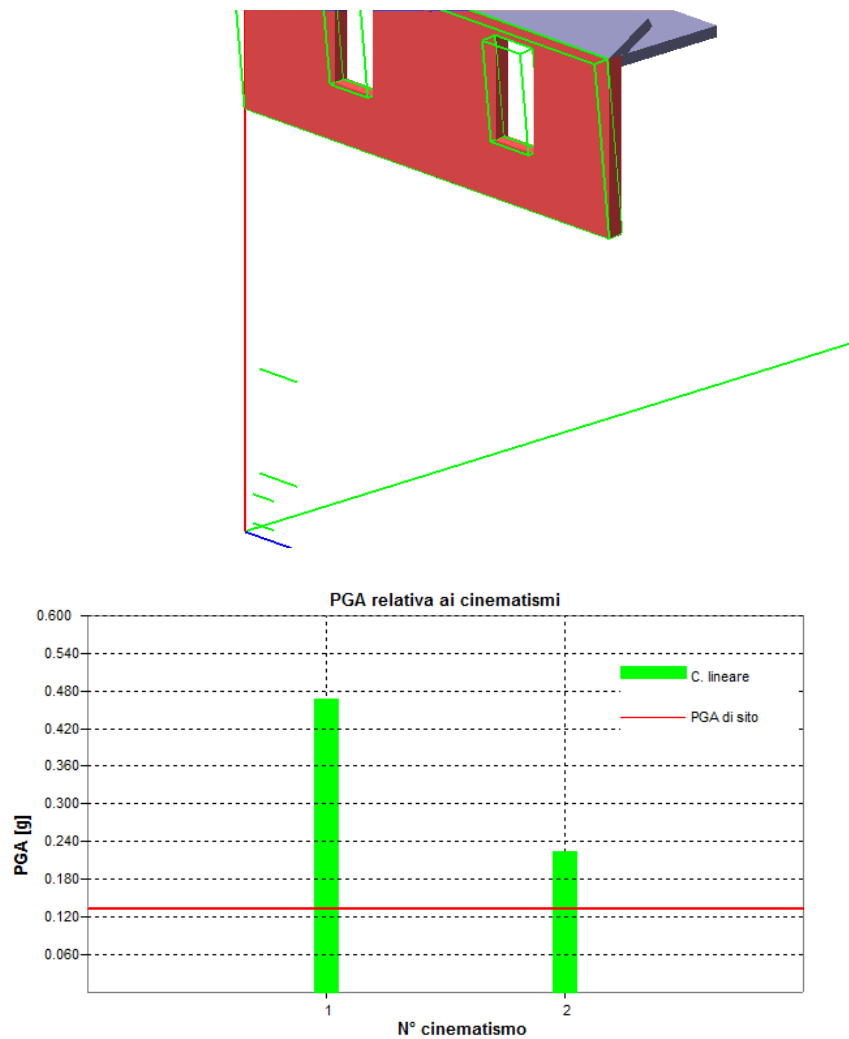 PGA relativa ai cinematismi
0.600
0.540
0.480
0.420
0.360
0.300
0.240
0.180
0.120
0.060
PGA [g]
C. lineare
PGA di sito
1
2
N° cinematismo